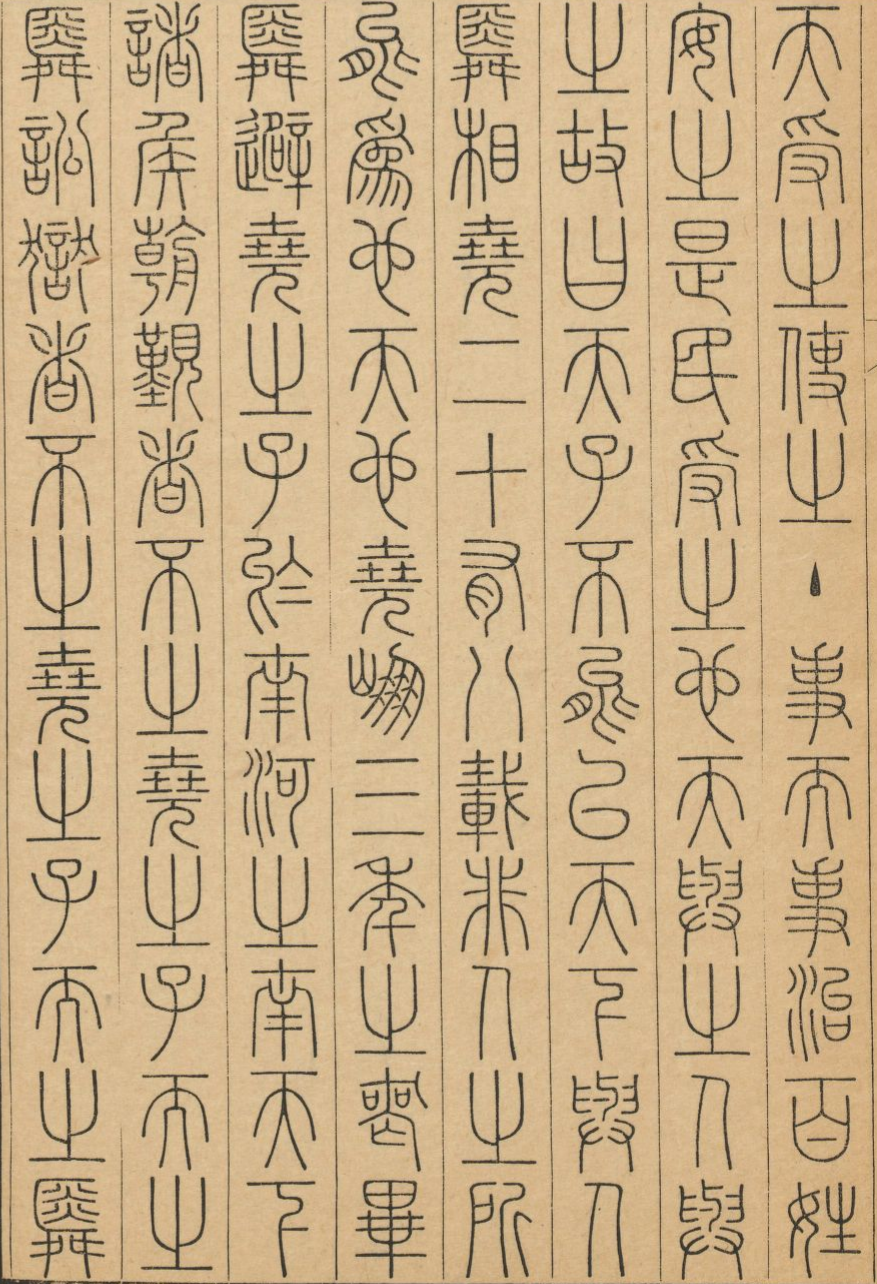 天受之使之丶事而事治百姓
安之是民受之也天與之人與
之故曰天子不能以天下與人
舜相堯二十有八載非人之所
能爲也天也堯崩三年之喪畢
舜避堯之子於南河之南天下
諸侯朝覲者不之堯之子而之
舜訟獄者不之堯之子而之舜